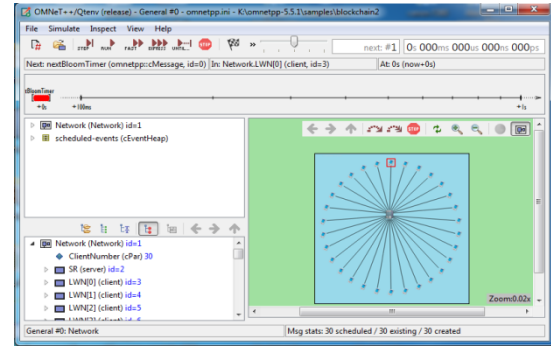 OMNeT++/Qtenv (release) - General #0 - omnetpp.ini - K:\omnetpp-5.5.1\samples\blockchain2
File Simulate Inspect View Help
STEP RUN FAST EXPRESS UNTIL... STOP » next: #1 0s 000ms 000us 000ns 000ps
Next: nextBloomTimer (omnetpp::cMessage, id=0) In: Network.LWN[0] (client, id=3) At: 0s (now+0s)
xBloomTimer
+0s +100ms +1s
Network (Network) id=1
scheduled-events (cEventHeap)
STOP
Network (Network) id=1
ClientNumber (cPar) 30
SR (server) id=2
LWN[0] (client) id=3
LWN[1] (client) id=4
LWN[2] (client) id=5
Zoom:0.02x
General #0: Network Msg stats: 30 scheduled / 30 existing / 30 created